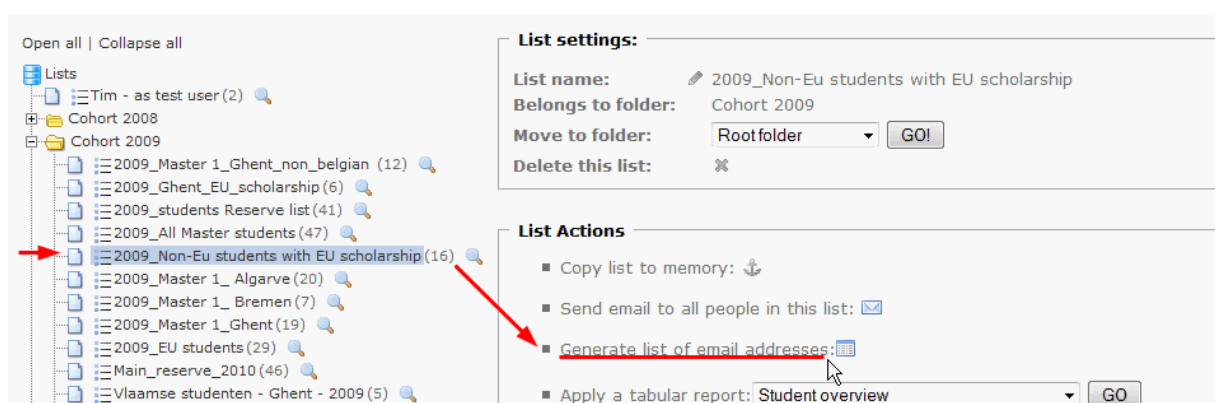 Open all | Collapse all
Lists
Tim - as test user (2)
Cohort 2008
Cohort 2009
2009_Master 1_Ghent_non_belgian (12)
2009_Ghent_EU_scholarship (6)
2009_students Reserve list (41)
2009_All Master students (47)
2009_Non-Eu students with EU scholarship (16)
2009_Master 1_ Algarve (20)
2009_Master 1_ Bremen (7)
2009_Master 1_Ghent (19)
2009_EU students (29)
Main_reserve_2010 (46)
Vlaamse studenten - Ghent - 2009 (5)
List settings:
List name: 2009_Non-Eu students with EU scholarship
Belongs to folder: Cohort 2009
Move to folder: Root folder GO!
Delete this list:
List Actions
Copy list to memory:
Send email to all people in this list:
Generate list of email addresses:
Apply a tabular report: Student overview GO